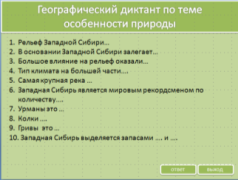 Географический диктант по теме
особенности природы
1. Рельеф Западной Сибири...
2. В основании Западной Сибири залегает...
3. Большое влияние на рельеф оказали...
4. Тип климата на большей части....
5. Самая крупная река ...
6. Западная Сибирь является мировым рекордсменом по
количеству....
7. Урманы это ...
8. Колки ....
9. Гривы это ...
10. Западная Сибирь выделяется запасами .... и ....
ответ
выход